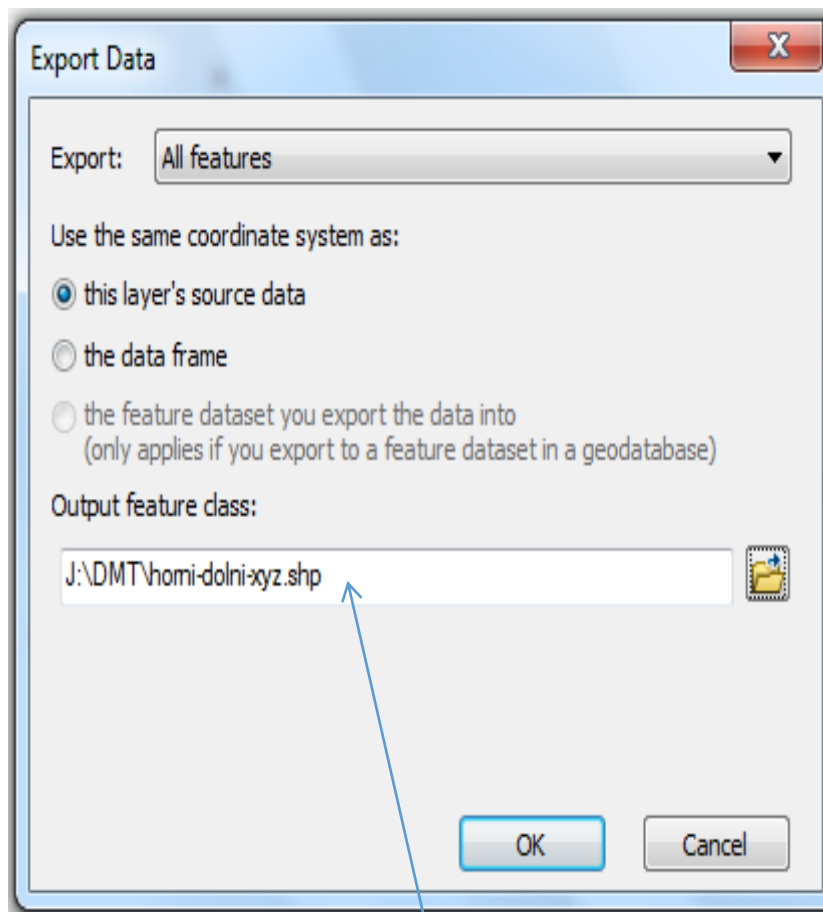 Export Data
Export: All features
Use the same coordinate system as:
this layer's source data
the data frame
the feature dataset you export the data into
(only applies if you export to a feature dataset in a geodatabase)
Output feature class:
J:\DMT\horni-dolni-xyz.shp
OK Cancel